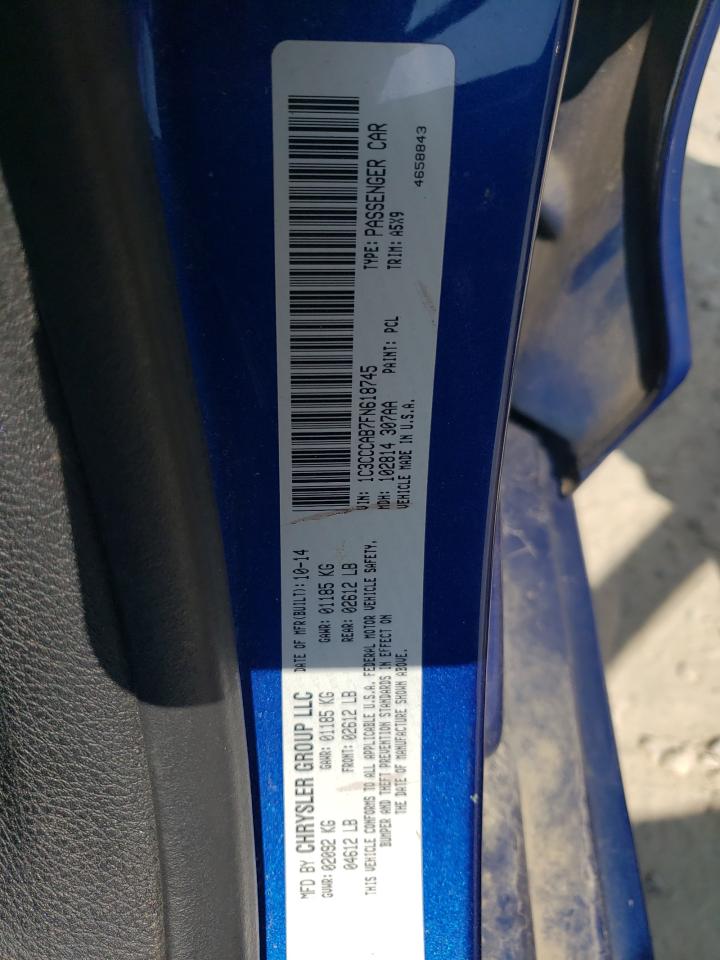 MFD BY CHRYSLER GROUP LLC
DATE OF MFR(BUILT):10-14
GVWR:02092 KG GAWR: 01185 KG GAWR: 01185 KG
04612 LB FRONT: 02612 LB REAR: 02612 LB
THIS VEHICLE CONFORMS TO ALL APPLICABLE U.S.A. FEDERAL MOTOR VEHICLE SAFETY,
BUMPER AND THEFT PREVENTION STANDARDS IN EFFECT ON
THE DATE OF MANUFACTURE SHOWN ABOVE.
VIN: 1C3CCCAB7FN618745
TYPE: PASSENGER CAR
MDH: 102814 307AA
PAINT: PCL
TRIM: A5X9
VEHICLE MADE IN U.S.A.
4658843